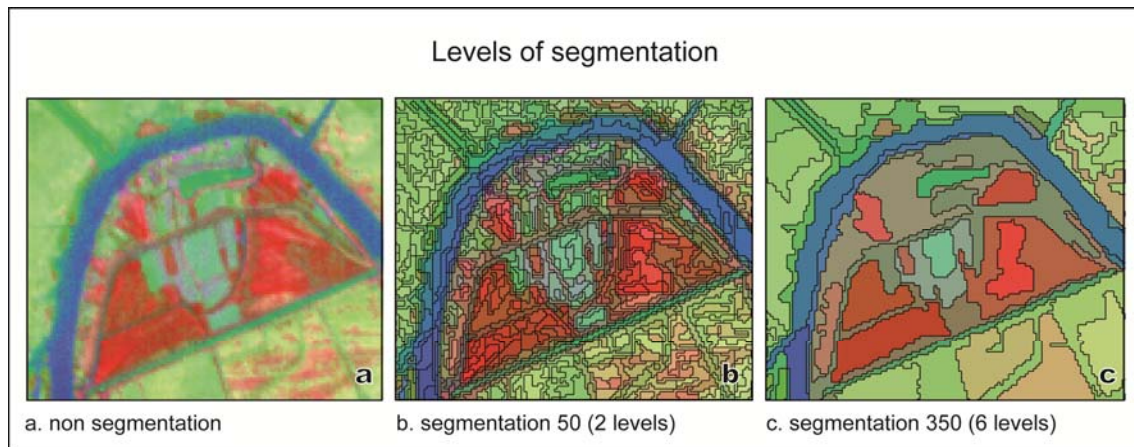 Levels of segmentation
a
b
c
a. non segmentation
b. segmentation 50 (2 levels)
c. segmentation 350 (6 levels)